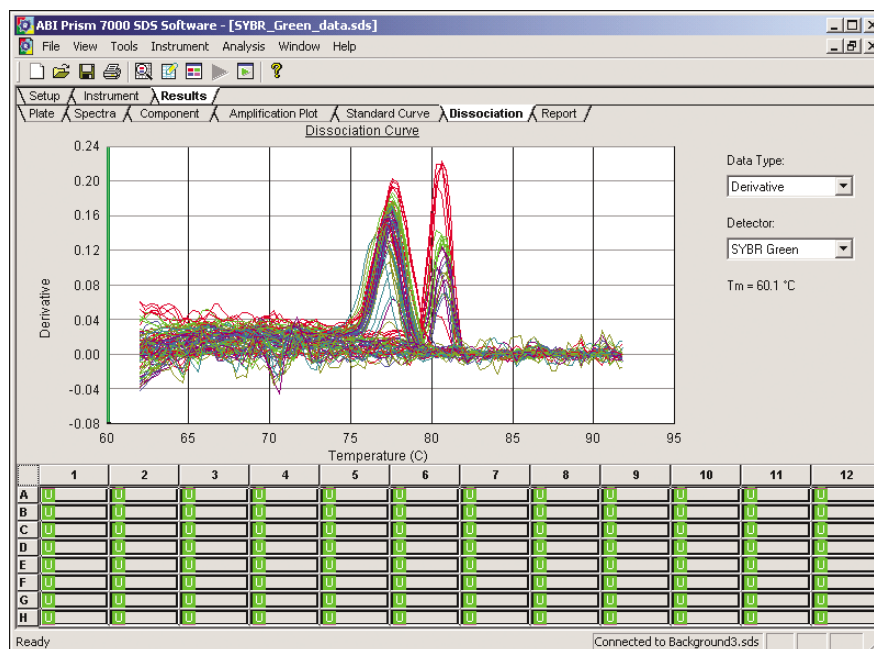 ABI Prism 7000 SDS Software - [SYBR_Green_data.sds]
File View Tools Instrument Analysis Window Help
Setup Instrument Results
Plate Spectra Component Amplification Plot Standard Curve Dissociation Report
Dissociation Curve
Data Type:
Derivative
Detector:
SYBR Green
Tm = 60.1 °C
Derivative
0.24
0.20
0.16
0.12
0.08
0.04
0.00
-0.04
-0.08
60 65 70 75 80 85 90 95
Temperature (C)
1 2 3 4 5 6 7 8 9 10 11 12
A U U U U U U U U U U U U
B U U U U U U U U U U U U
C U U U U U U U U U U U U
D U U U U U U U U U U U U
E U U U U U U U U U U U U
F U U U U U U U U U U U U
G U U U U U U U U U U U U
H U U U U U U U U U U U U
Ready
Connected to Background3.sds